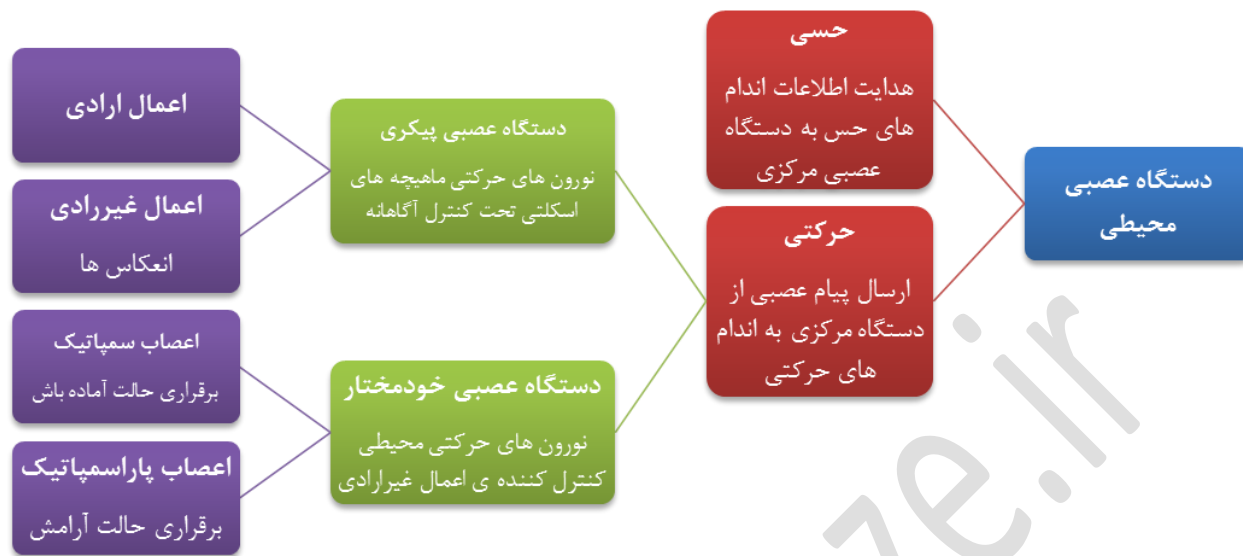 دستگاه عصبی
محیطی
حسی
هدایت اطلاعات اندام
های حس به دستگاه
عصبی مرکزی
حرکتی
ارسال پیام عصبی از
دستگاه مرکزی به اندام
های حرکتی
دستگاه عصبی پیکری
نورون های حرکتی ماهیچه های
اسکلتی تحت کنترل آگاهانه
دستگاه عصبی خودمختار
نورون های حرکتی محیطی
کنترل کننده ی اعمال غیرارادی
اعمال ارادی
اعمال غیررادی
انعکاس ها
اعصاب سمپاتیک
برقراری حالت آماده باش
اعصاب پاراسمپاتیک
برقراری حالت آرامش
ze.ir